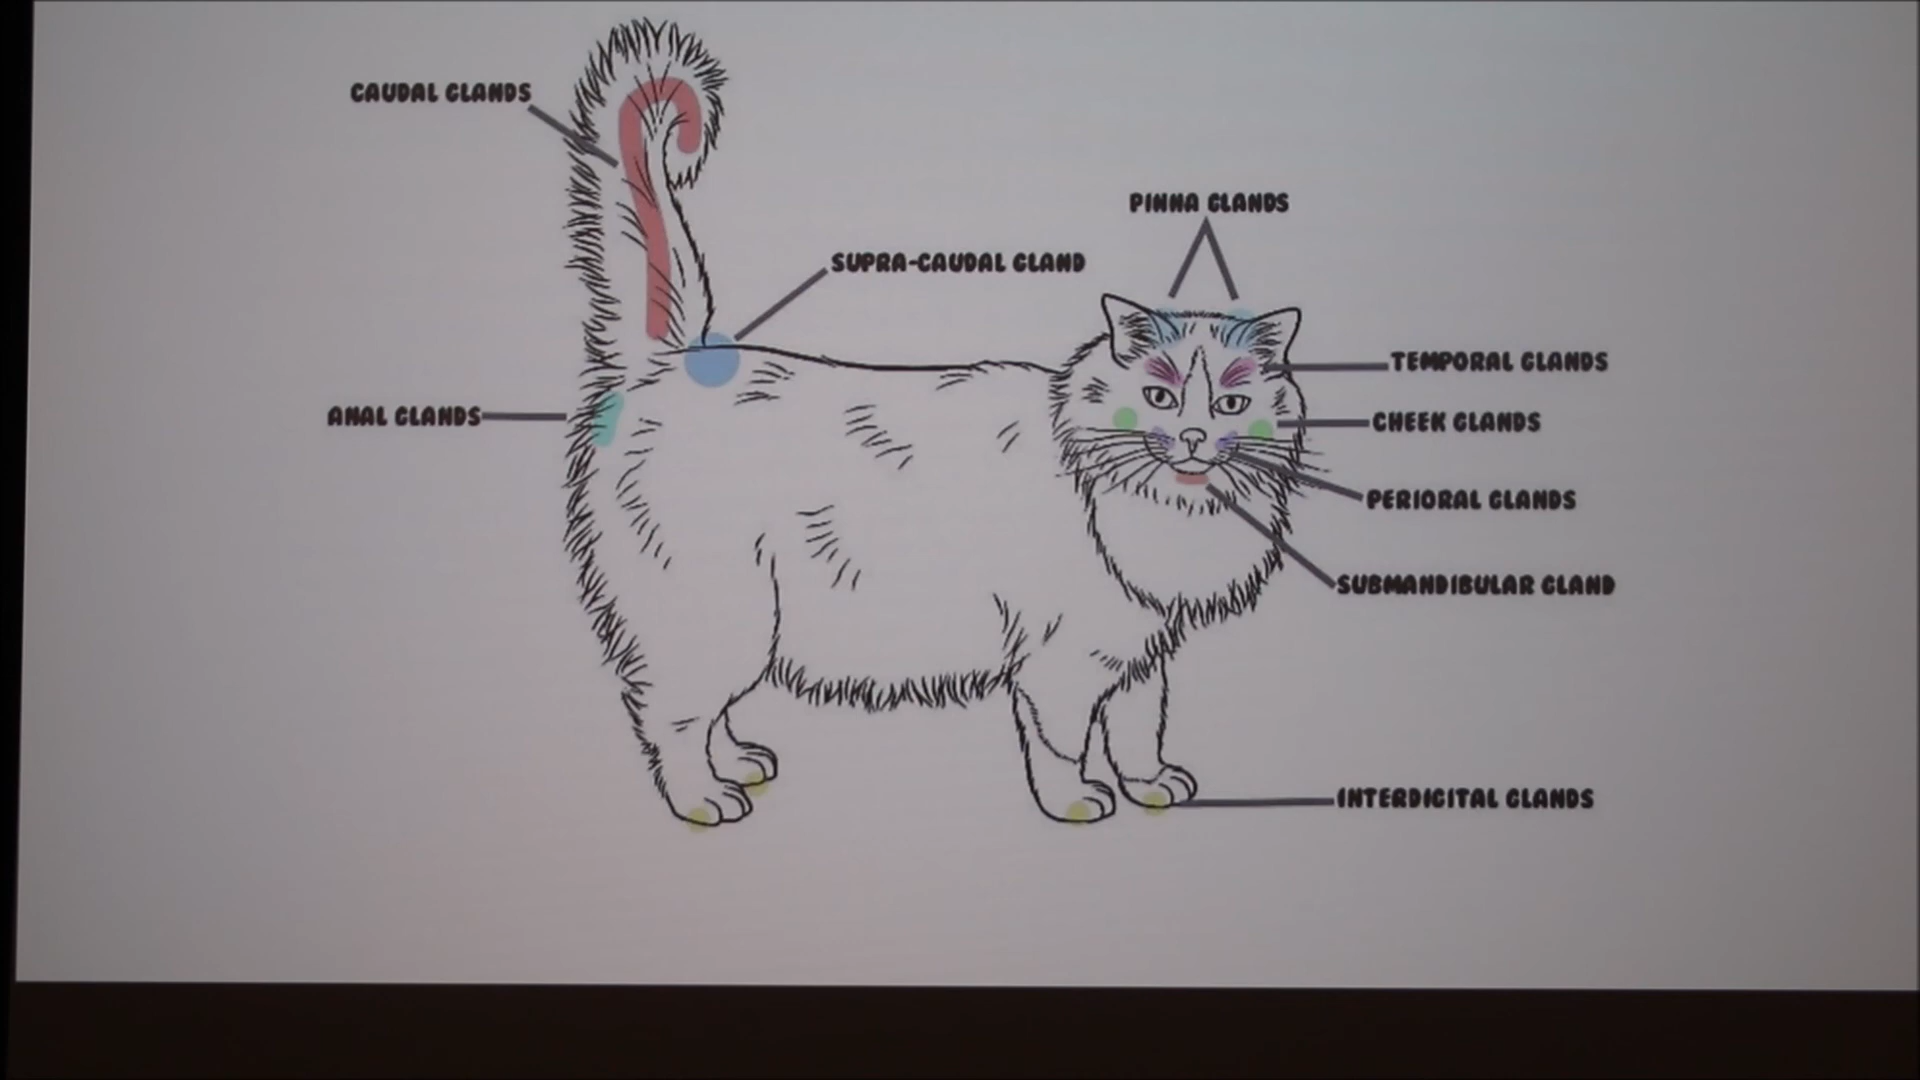 CAUDAL GLANDS
PINNA GLANDS
SUPRA-CAUDAL GLAND
TEMPORAL GLANDS
ANAL GLANDS
CHEEK GLANDS
PERIORAL GLANDS
SUBMANDIBULAR GLAND
INTERDIGITAL GLANDS